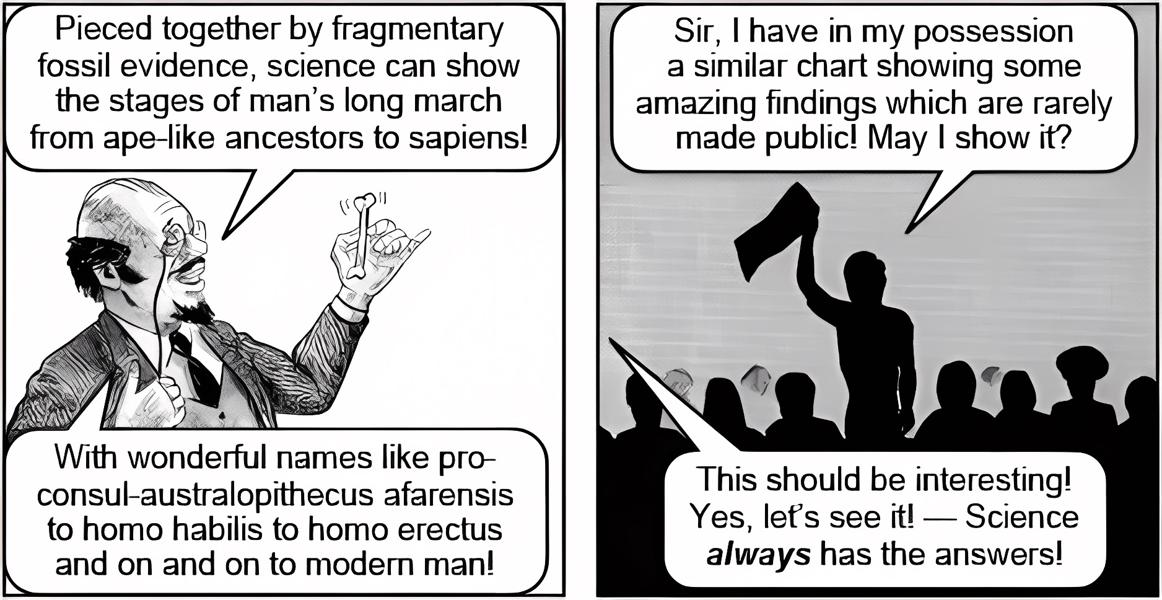 Pieced together by fragmentary
fossil evidence, science can show
the stages of man's long march
from ape-like ancestors to sapiens!
With wonderful names like pro-
consul-australopithecus afarensis
to homo habilis to homo erectus
and on and on to modern man!
Sir, I have in my possession
a similar chart showing some
amazing findings which are rarely
made public! May I show it?
This should be interesting!
Yes, let's see it! — Science
always has the answers!